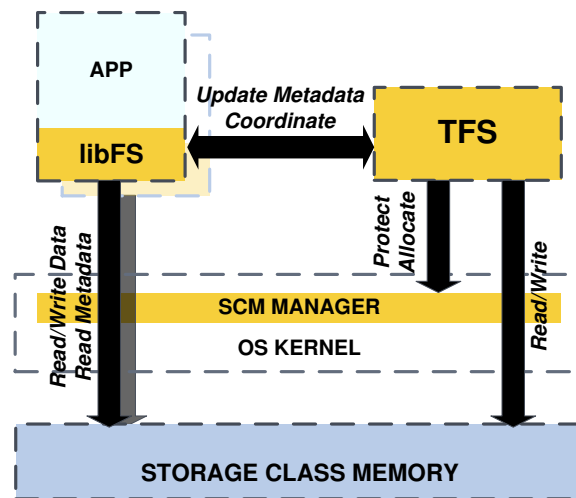 APP
libFS
Update Metadata
Coordinate
TFS
Read/Write Data
Read Metadata
Protect
Allocate
Read/Write
SCM MANAGER
OS KERNEL
STORAGE CLASS MEMORY